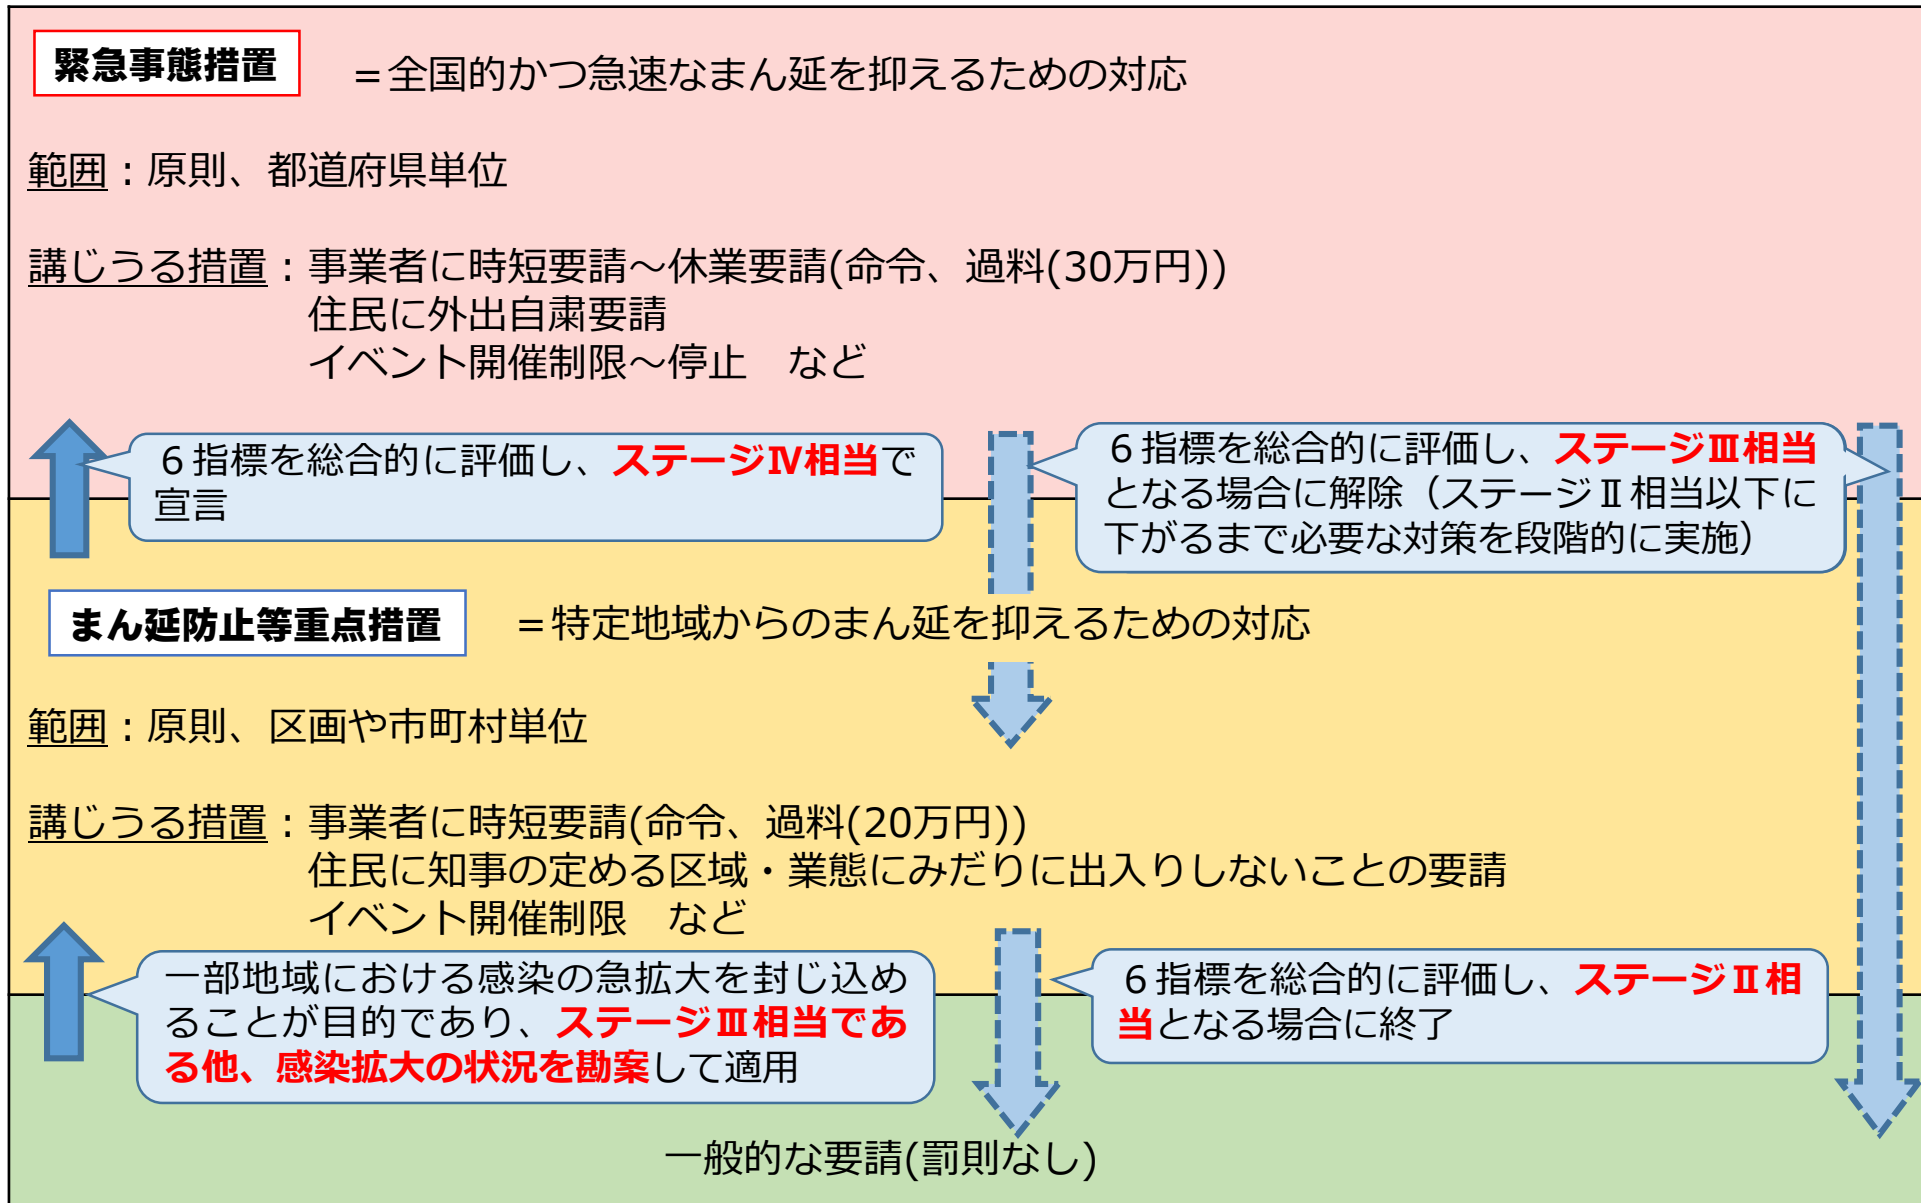 緊急事態措置
＝全国的かつ急速なまん延を抑えるための対応
範囲：原則、都道府県単位
講じうる措置：事業者に時短要請～休業要請(命令、過料(30万円))
住民に外出自粛要請
イベント開催制限～停止　など
６指標を総合的に評価し、ステージⅣ相当で
宣言
６指標を総合的に評価し、ステージⅢ相当
となる場合に解除（ステージⅡ相当以下に
下がるまで必要な対策を段階的に実施）
まん延防止等重点措置
＝特定地域からのまん延を抑えるための対応
範囲：原則、区画や市町村単位
講じうる措置：事業者に時短要請(命令、過料(20万円))
住民に知事の定める区域・業態にみだりに出入りしないことの要請
イベント開催制限　など
一部地域における感染の急拡大を封じ込め
ることが目的であり、ステージⅢ相当であ
る他、感染拡大の状況を勘案して適用
６指標を総合的に評価し、ステージⅡ相
当となる場合に終了
一般的な要請(罰則なし)